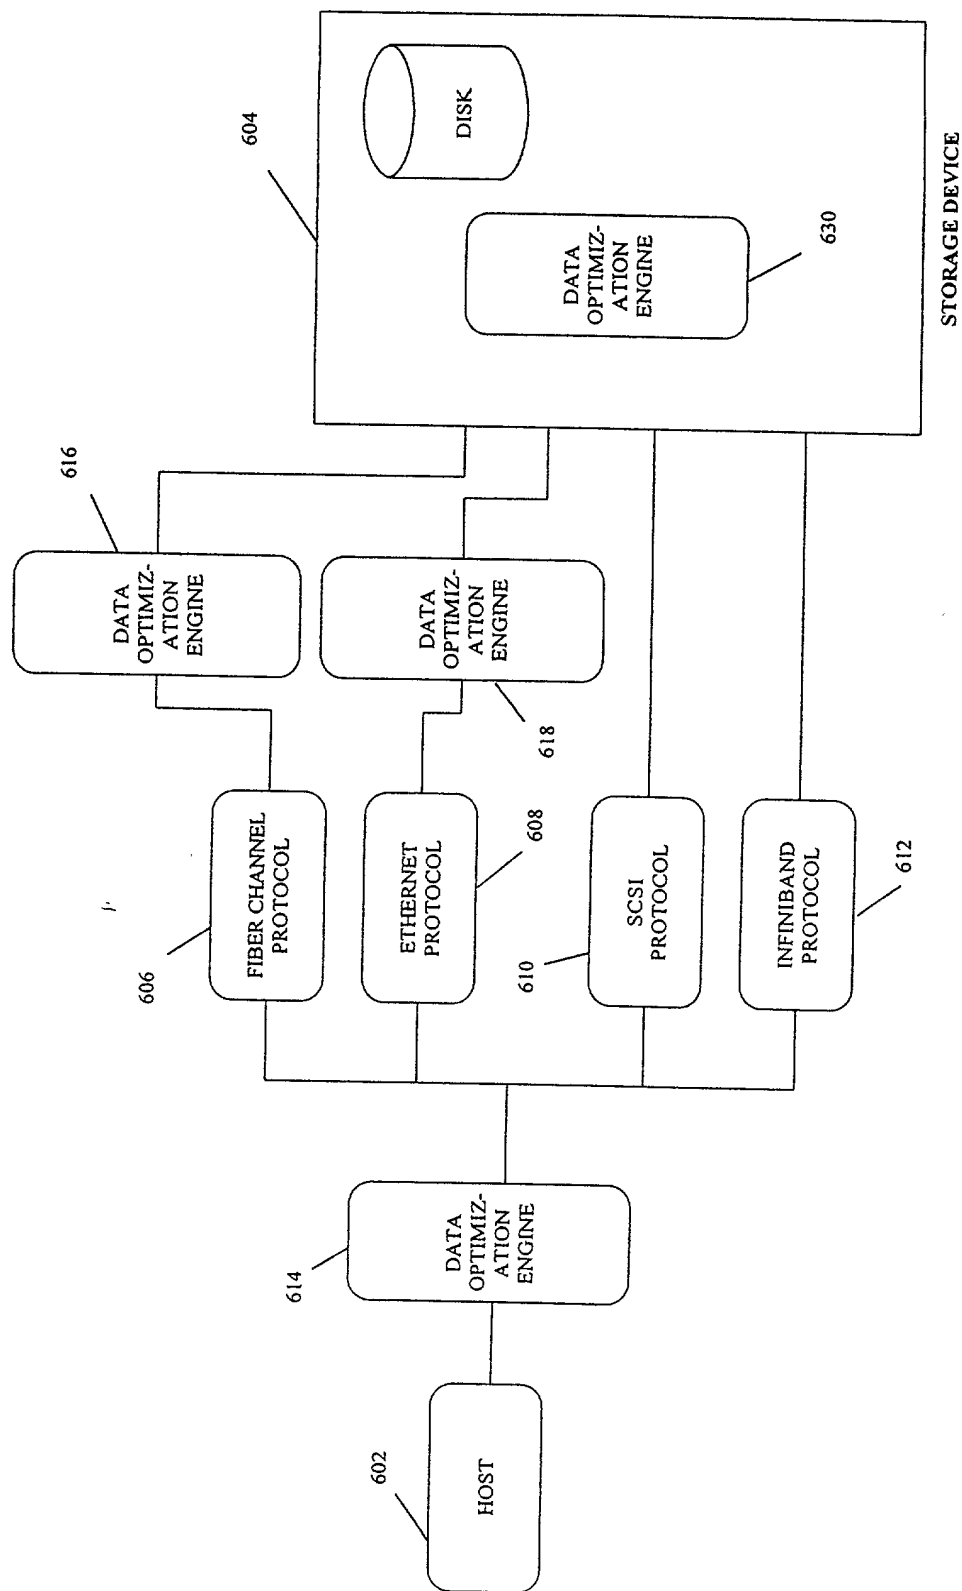 602
HOST
614
DATA
OPTIMIZ-
ATION
ENGINE
606
FIBER CHANNEL
PROTOCOL
ETHERNET
PROTOCOL
608
610
SCSI
PROTOCOL
INFINIBAND
PROTOCOL
612
616
DATA
OPTIMIZ-
ATION
ENGINE
DATA
OPTIMIZ-
ATION
ENGINE
618
604
DISK
DATA
OPTIMIZ-
ATION
ENGINE
630
STORAGE DEVICE